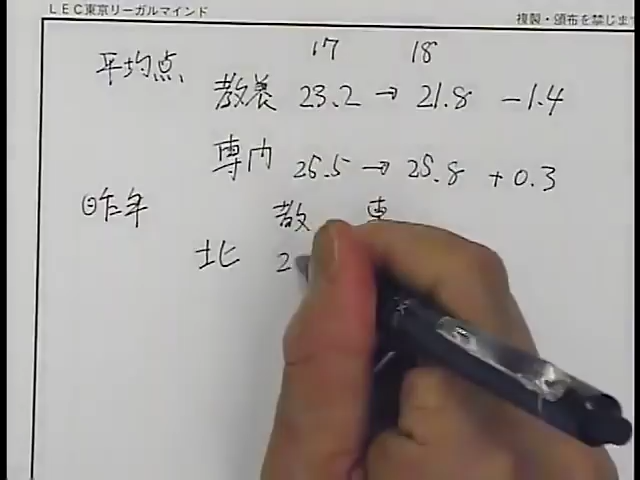 LEC東京リーガルマインド 複製・頒布を禁じま
17 18
平均点 教養 23.2 → 21.8 -1.4
専門 25.5 → 25.8 +0.3
昨年 教 専
北 2